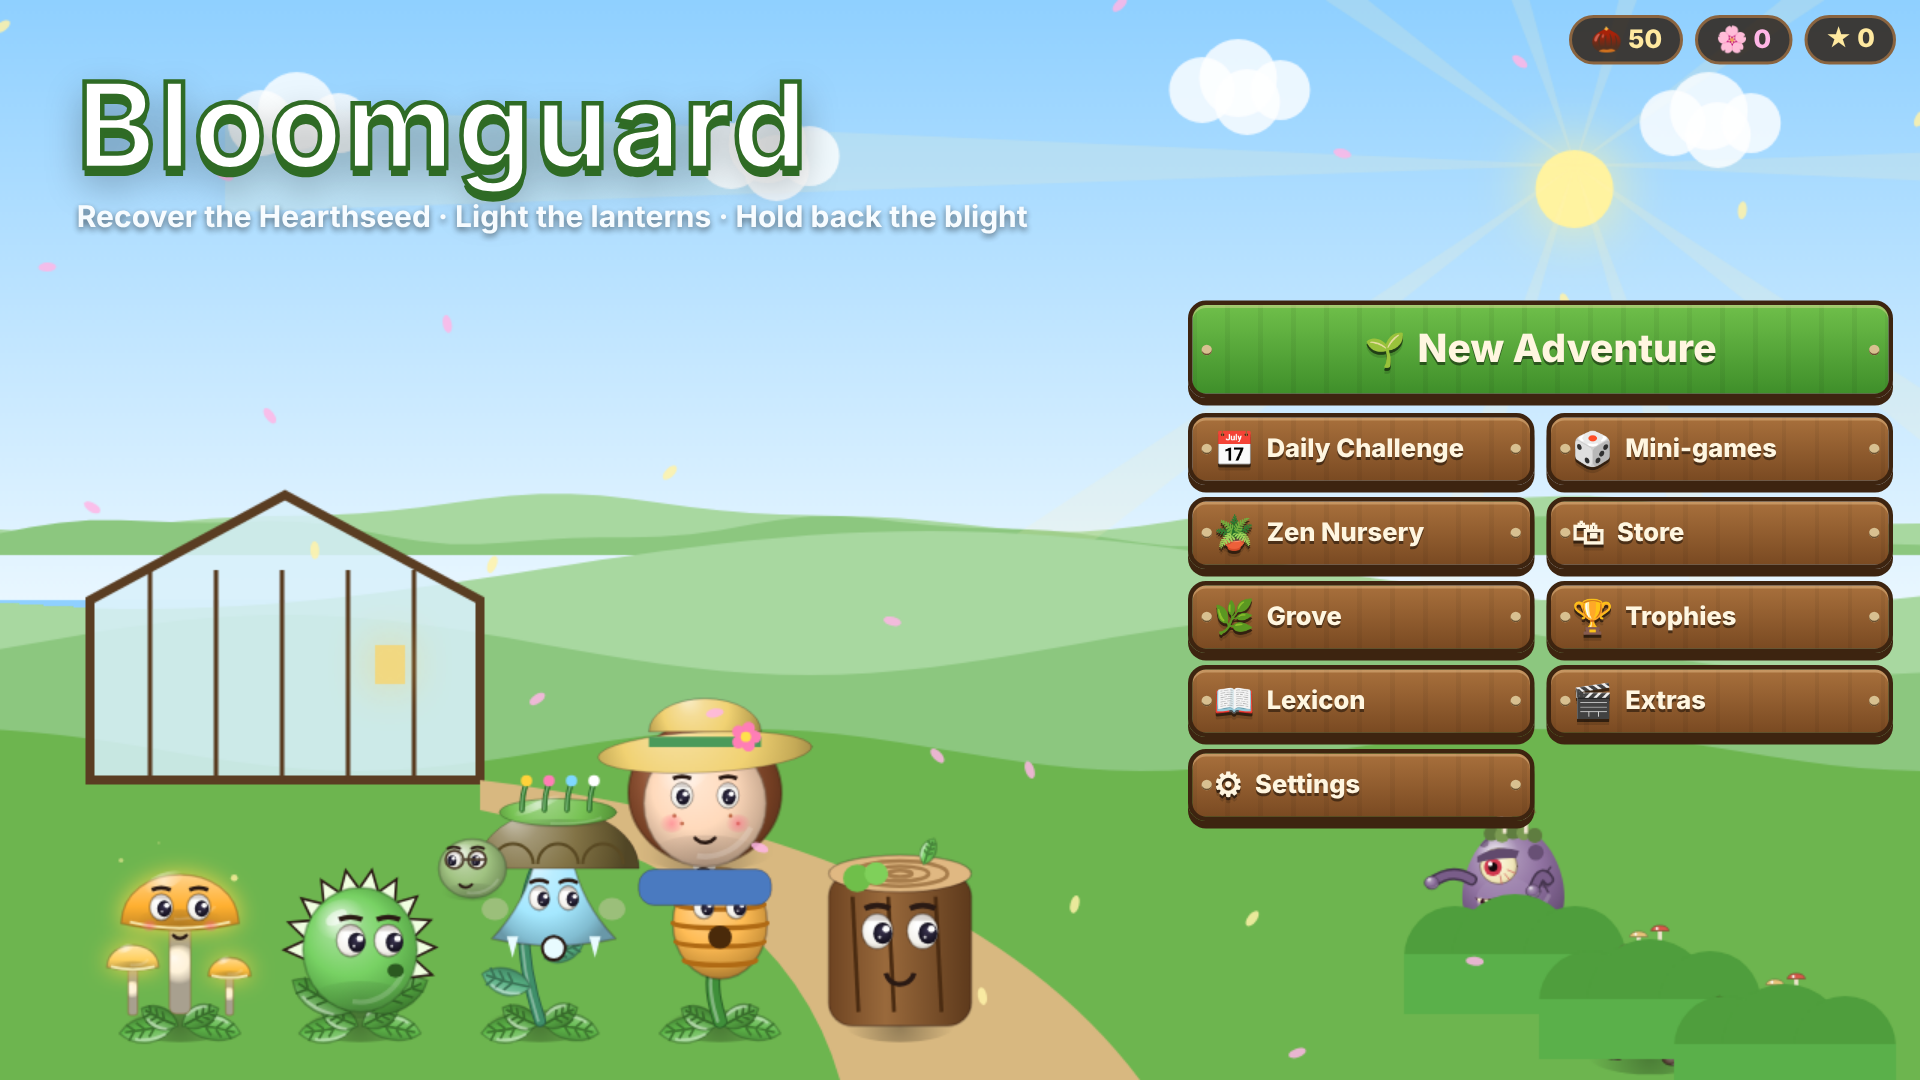 50
0
★ 0
Bloomguard
Recover the Hearthseed · Light the lanterns · Hold back the blight
New Adventure
July
17
Daily Challenge
Mini-games
Zen Nursery
Store
Grove
Trophies
Lexicon
Extras
Settings